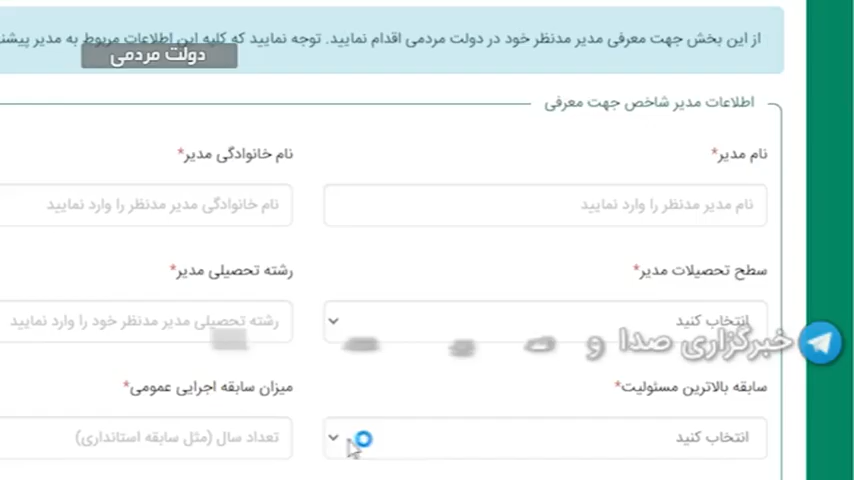 از این بخش جهت معرفی مدیر مدنظر خود در دولت مردمی اقدام نمایید. توجه نمایید که کلیه این اطلاعات مربوط به مدیر
دولت مردمی
اطلاعات مدیر شاخص جهت معرفی
نام مدیر*
نام خانوادگی مدیر*
نام مدیر مدنظر را وارد نمایید
نام خانوادگی مدیر مدنظر را وارد نمایید
سطح تحصیلات مدیر*
رشته تحصیلی مدیر*
انتخاب کنید
رشته تحصیلی مدیر مدنظر خود را وارد نمایید
خبرگزاری صدا و
سابقه بالاترین مسئولیت*
میزان سابقه اجرایی عمومی*
انتخاب کنید
تعداد سال (مثل سابقه استانداری)